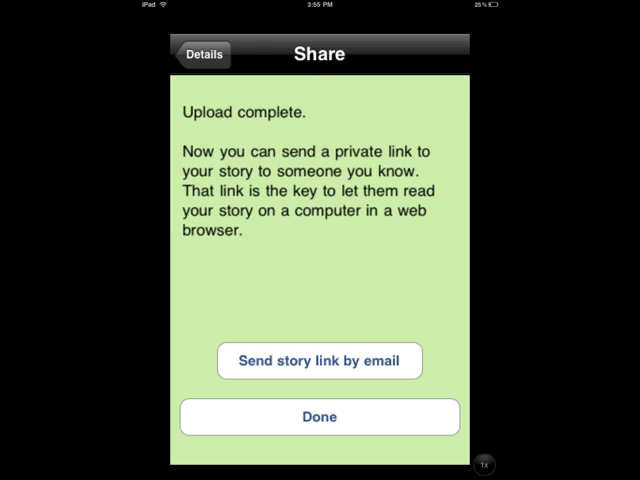 iPad 3:55 PM 25%
Details Share
Upload complete.
Now you can send a private link to
your story to someone you know.
That link is the key to let them read
your story on a computer in a web
browser.
Send story link by email
Done
1x